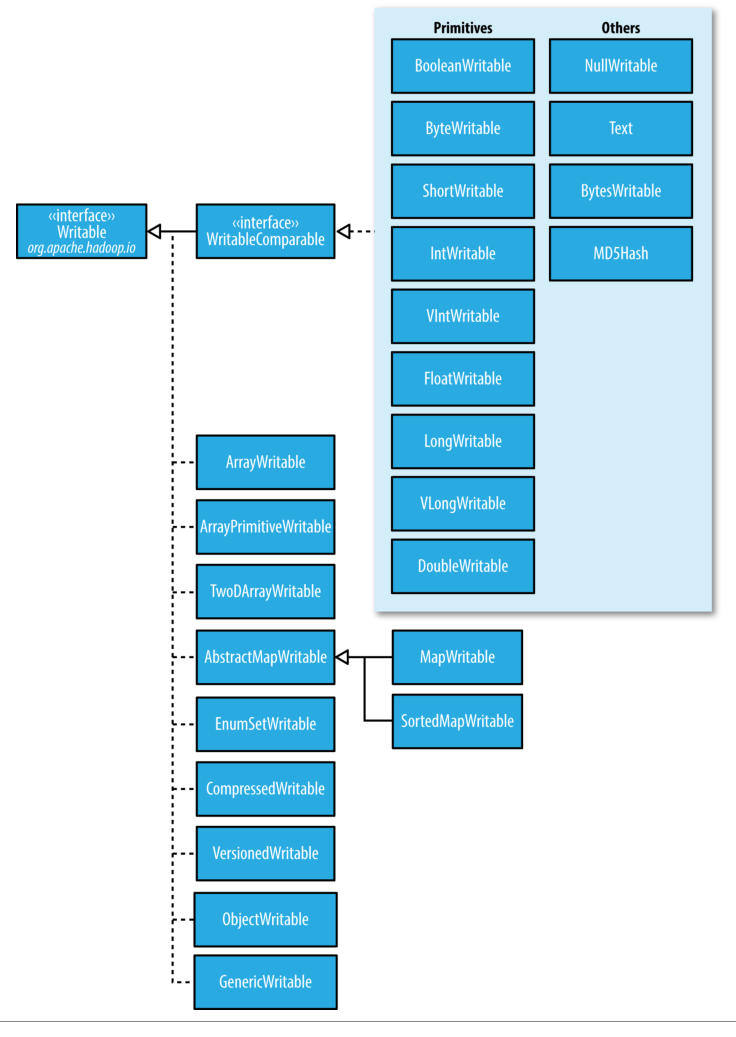 Primitives
Others
BooleanWritable
NullWritable
ByteWritable
Text
ShortWritable
BytesWritable
‹‹interface››
Writable
org.apache.hadoop.io
‹‹interface››
WritableComparable
IntWritable
MD5Hash
VIntWritable
FloatWritable
LongWritable
VLongWritable
DoubleWritable
ArrayWritable
ArrayPrimitiveWritable
TwoDArrayWritable
AbstractMapWritable
MapWritable
SortedMapWritable
EnumSetWritable
CompressedWritable
VersionedWritable
ObjectWritable
GenericWritable